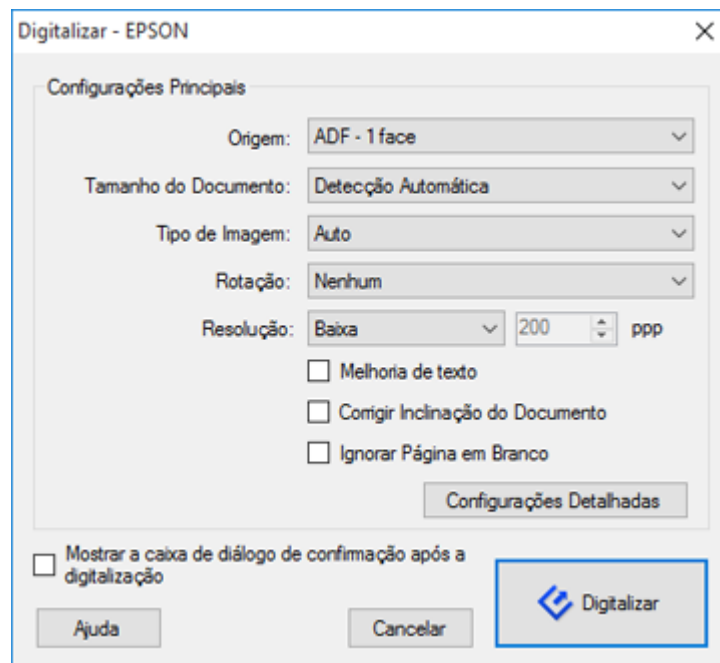 Digitalizar - EPSON
Configurações Principais
Origem: ADF - 1 face
Tamanho do Documento: Detecção Automática
Tipo de Imagem: Auto
Rotação: Nenhum
Resolução: Baixa 200 ppp
Melhoria de texto
Corrigir Inclinação do Documento
Ignorar Página em Branco
Configurações Detalhadas
Mostrar a caixa de diálogo de confirmação após a
digitalização
Digitalizar
Ajuda Cancelar